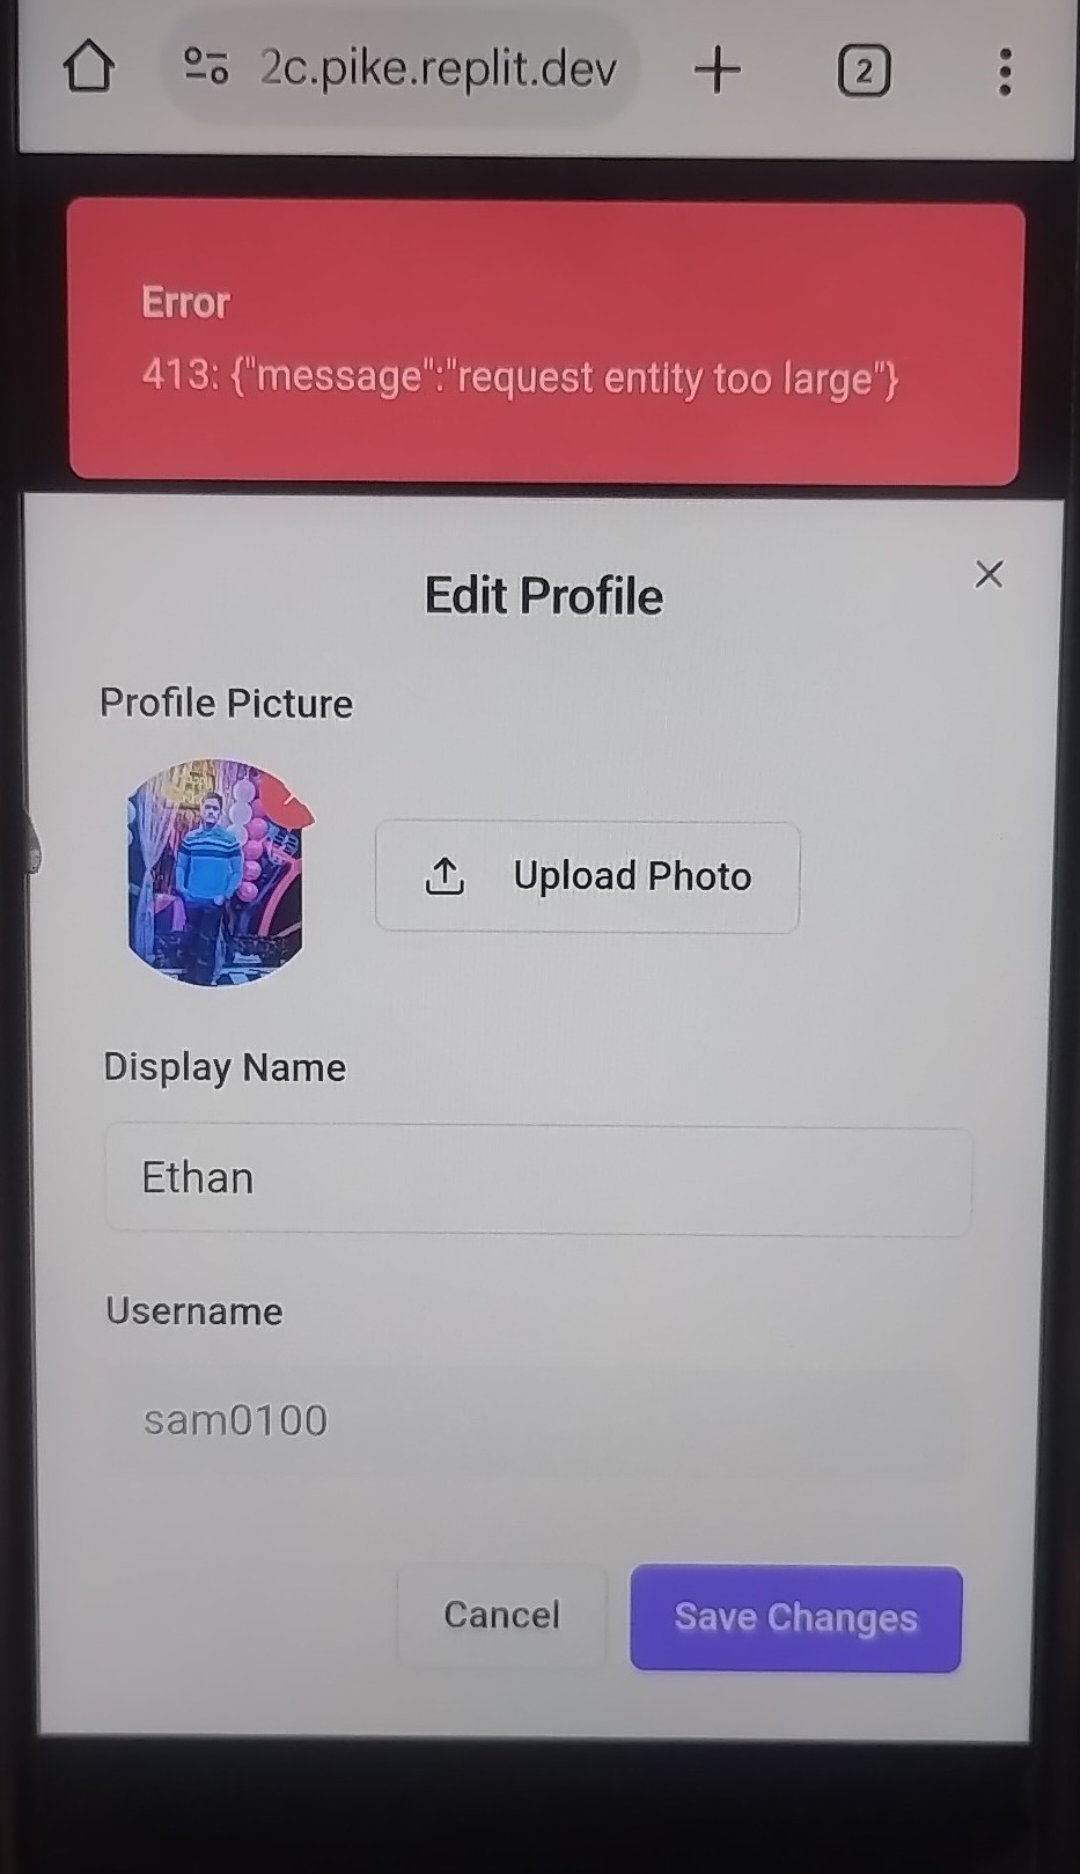 2c.pike.replit.dev
2
Error
413: {"message":"request entity too large"}
Edit Profile
Profile Picture
Upload Photo
Display Name
Ethan
Username
sam0100
Cancel
Save Changes